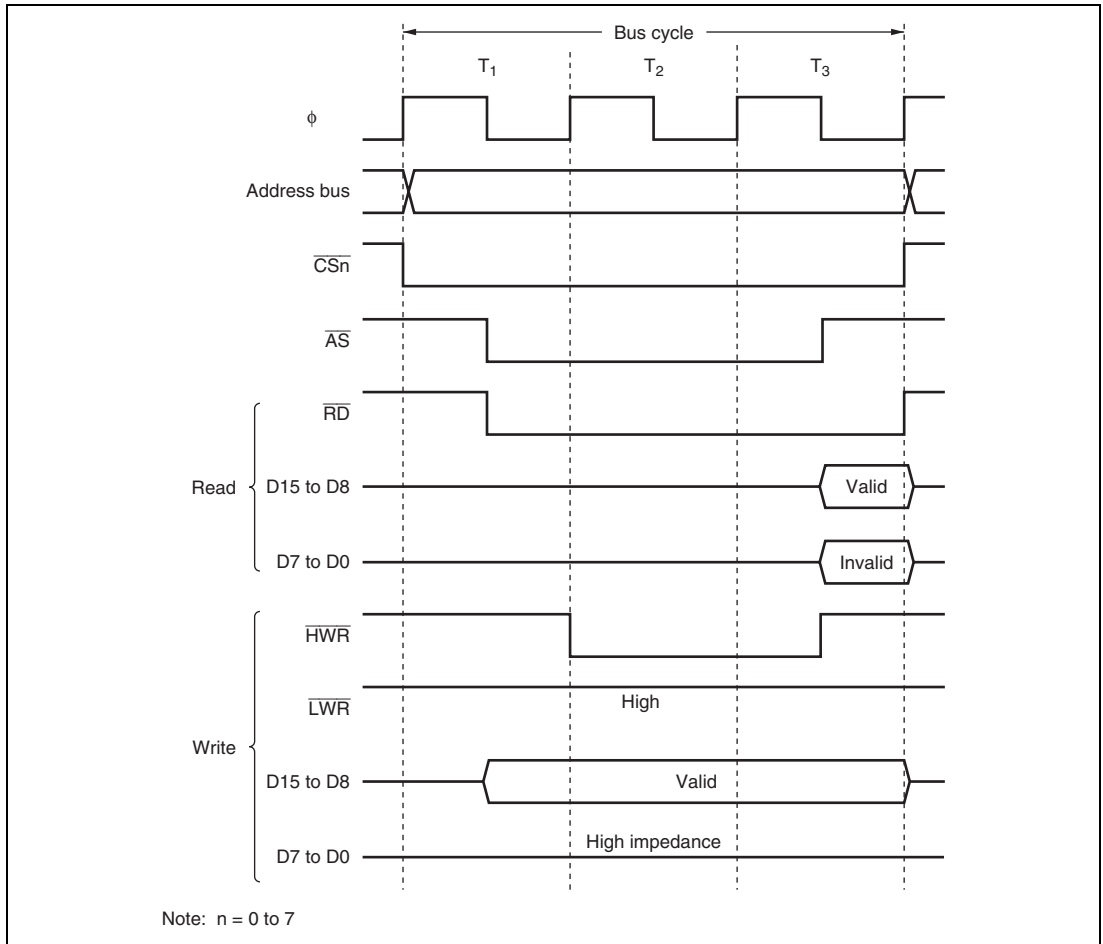 Bus cycle
T1 T2 T3
ϕ
Address bus
CSn
AS
RD
Read
D15 to D8 Valid
D7 to D0 Invalid
HWR
LWR High
Write
D15 to D8 Valid
D7 to D0 High impedance
Note: n = 0 to 7